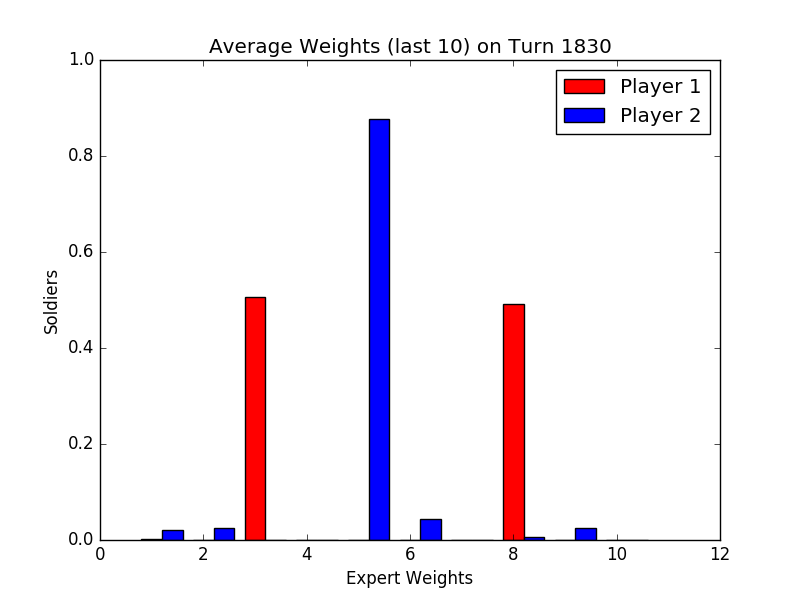 Average Weights (last 10) on Turn 1830
Player 1
Player 2
1.0
0.8
0.6
0.4
0.2
0.0
Soldiers
0 2 4 6 8 10 12
Expert Weights